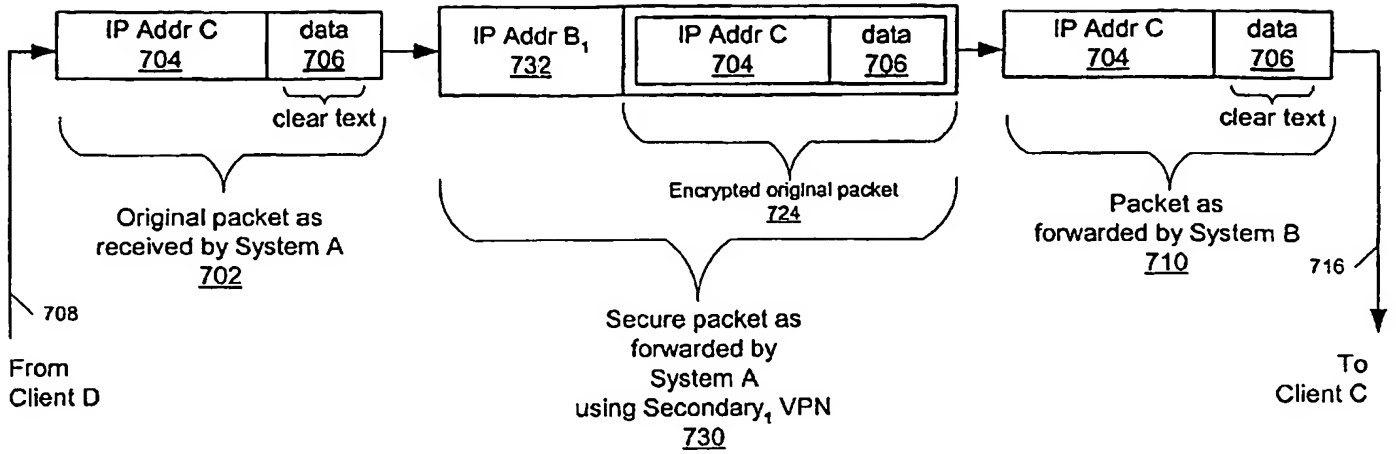 IP Addr C
704
data
706
clear text
Original packet as
received by System A
702
708
From
Client D
IP Addr B₁
732
IP Addr C
704
data
706
Encrypted original packet
724
Secure packet as
forwarded by
System A
using Secondary₁ VPN
730
IP Addr C
704
data
706
clear text
Packet as
forwarded by System B
710
716
To
Client C